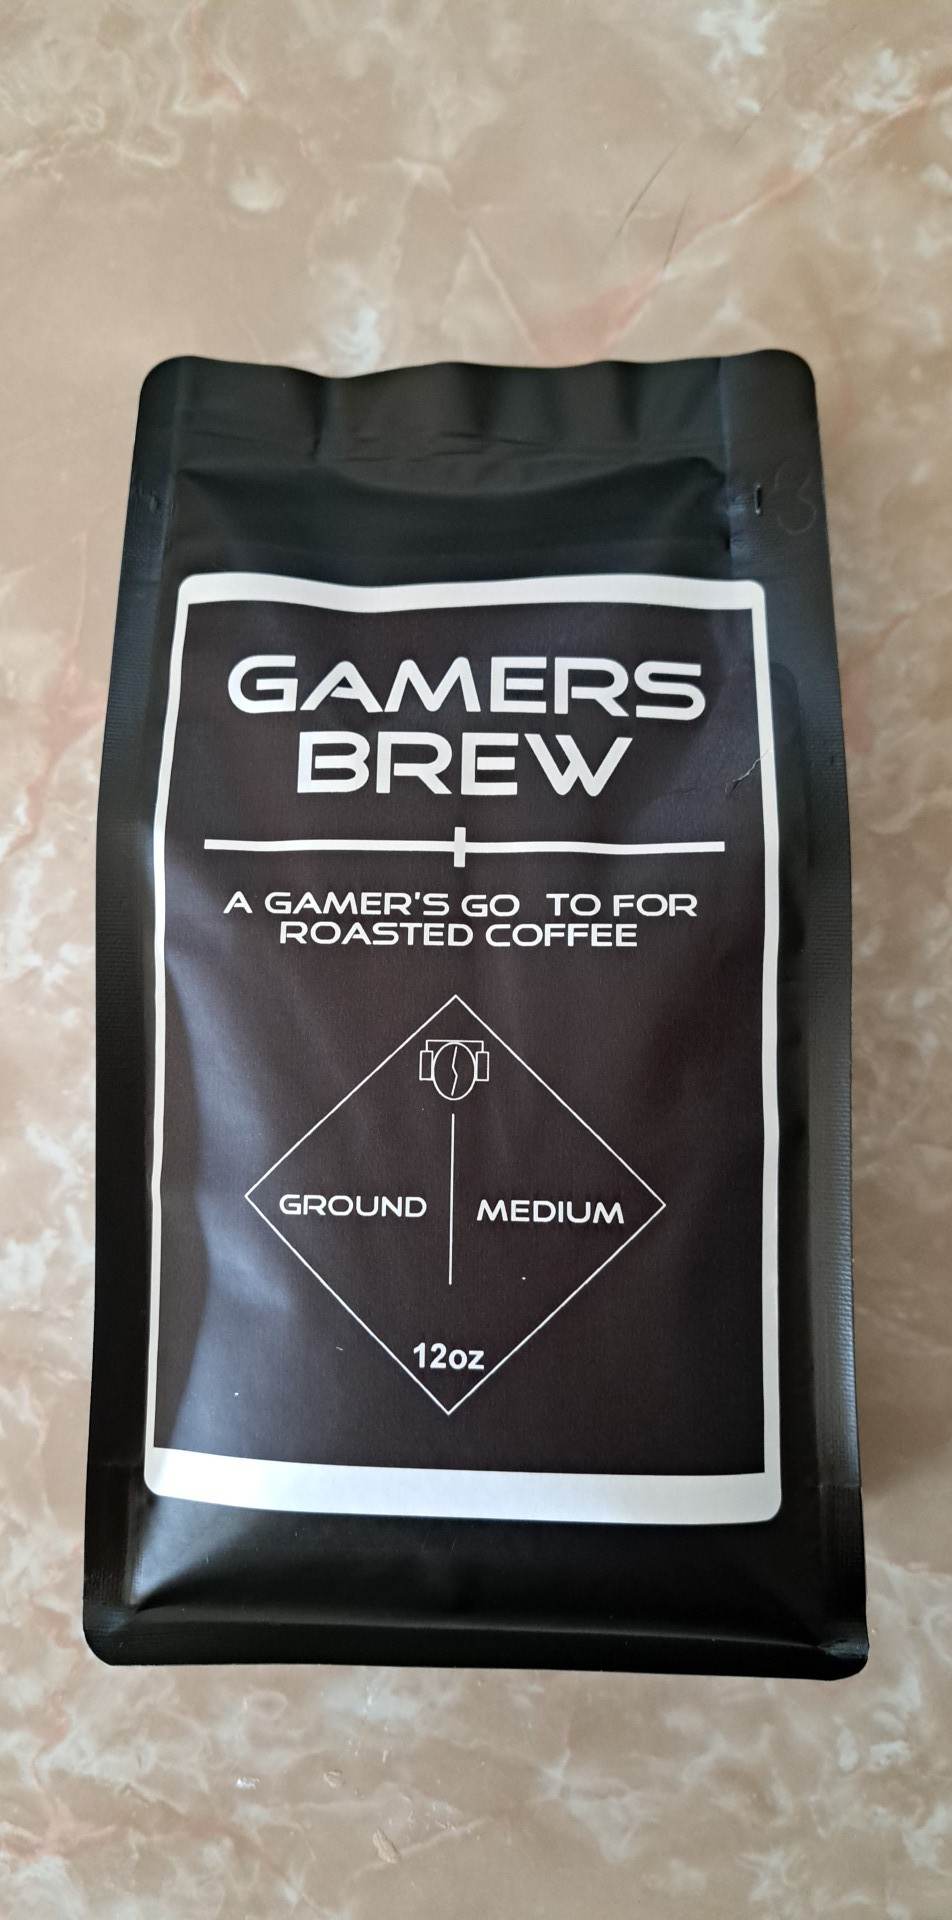 GAMERS
BREW
A GAMER'S GO TO FOR
ROASTED COFFEE
GROUND
MEDIUM
12oz